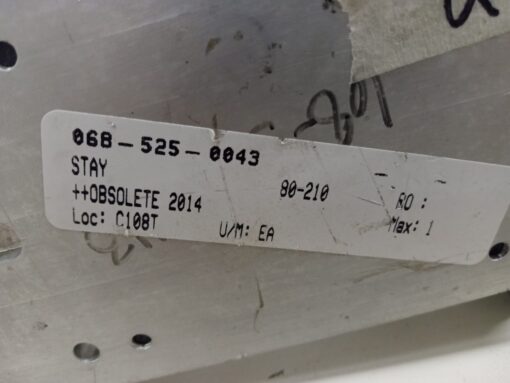 068-525-0043
STAY
80-210
RO :
++OBSOLETE 2014
Max: 1
Loc: C108T
U/M: EA